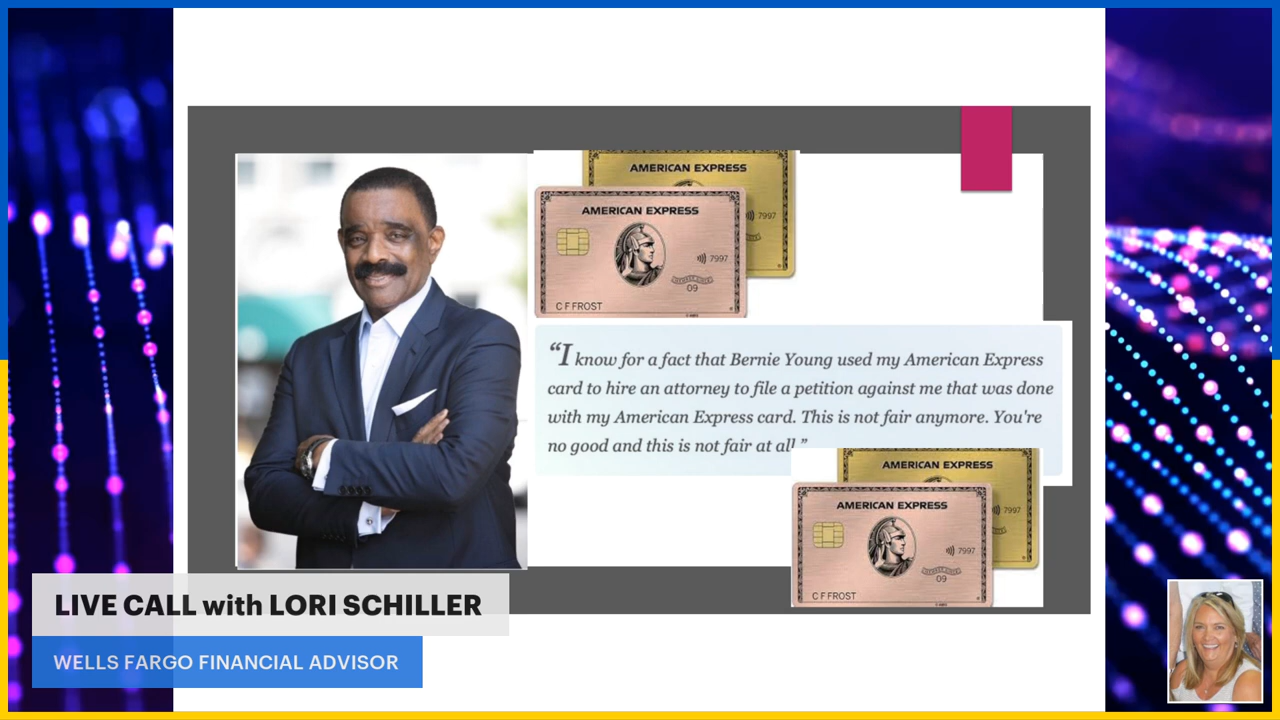 AMERICAN EXPRESS
7997
AMERICAN EXPRESS
7997
09
C F FROST
“I know for a fact that Bernie Young used my American Express
card to hire an attorney to file a petition against me that was done
with my American Express card. This is not fair anymore. You're
no good and this is not fair at all ”
AMERICAN EXPRESS
7997
AMERICAN EXPRESS
7997
09
C F FROST
LIVE CALL with LORI SCHILLER
WELLS FARGO FINANCIAL ADVISOR